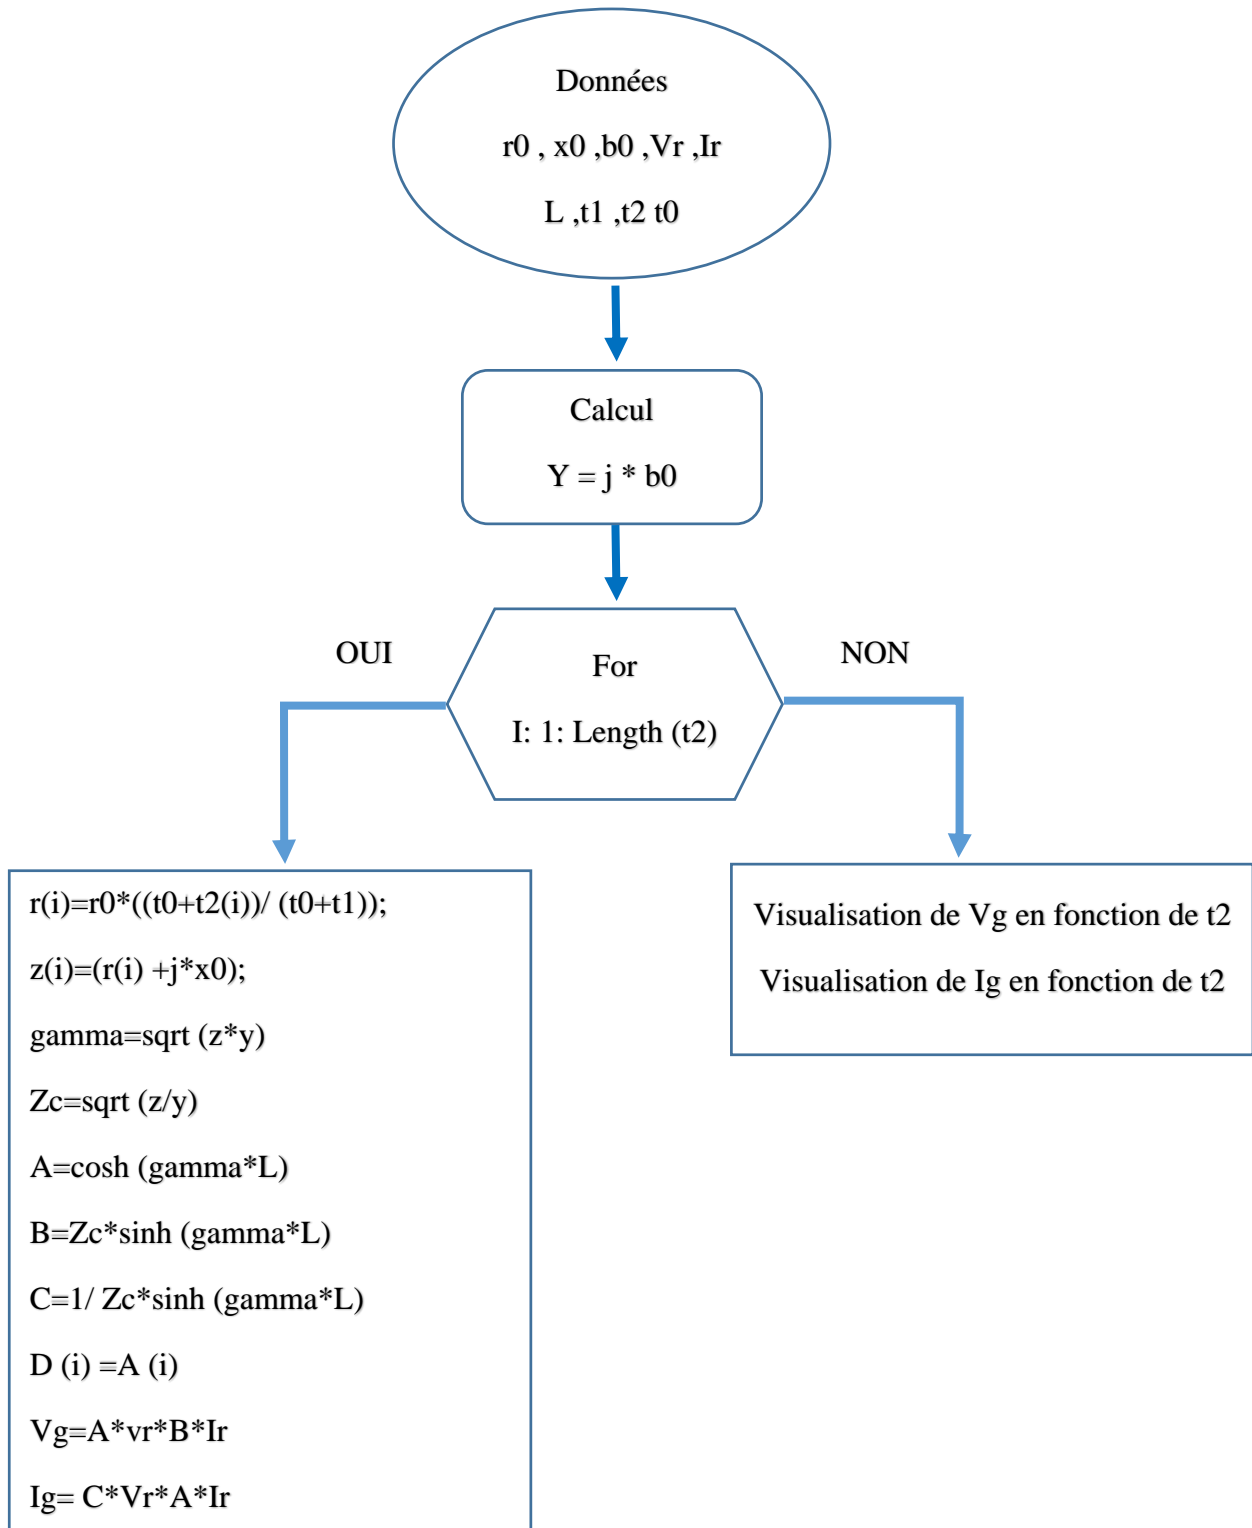 Données
r0 , x0 ,b0 ,Vr ,Ir
L ,t1 ,t2 t0
Calcul
Y = j * b0
OUI
For
I: 1: Length (t2)
NON
r(i)=r0*((t0+t2(i))/ (t0+t1));
z(i)=(r(i) +j*x0);
gamma=sqrt (z*y)
Zc=sqrt (z/y)
A=cosh (gamma*L)
B=Zc*sinh (gamma*L)
C=1/ Zc*sinh (gamma*L)
D (i) =A (i)
Vg=A*vr*B*Ir
Ig= C*Vr*A*Ir
Visualisation de Vg en fonction de t2
Visualisation de Ig en fonction de t2